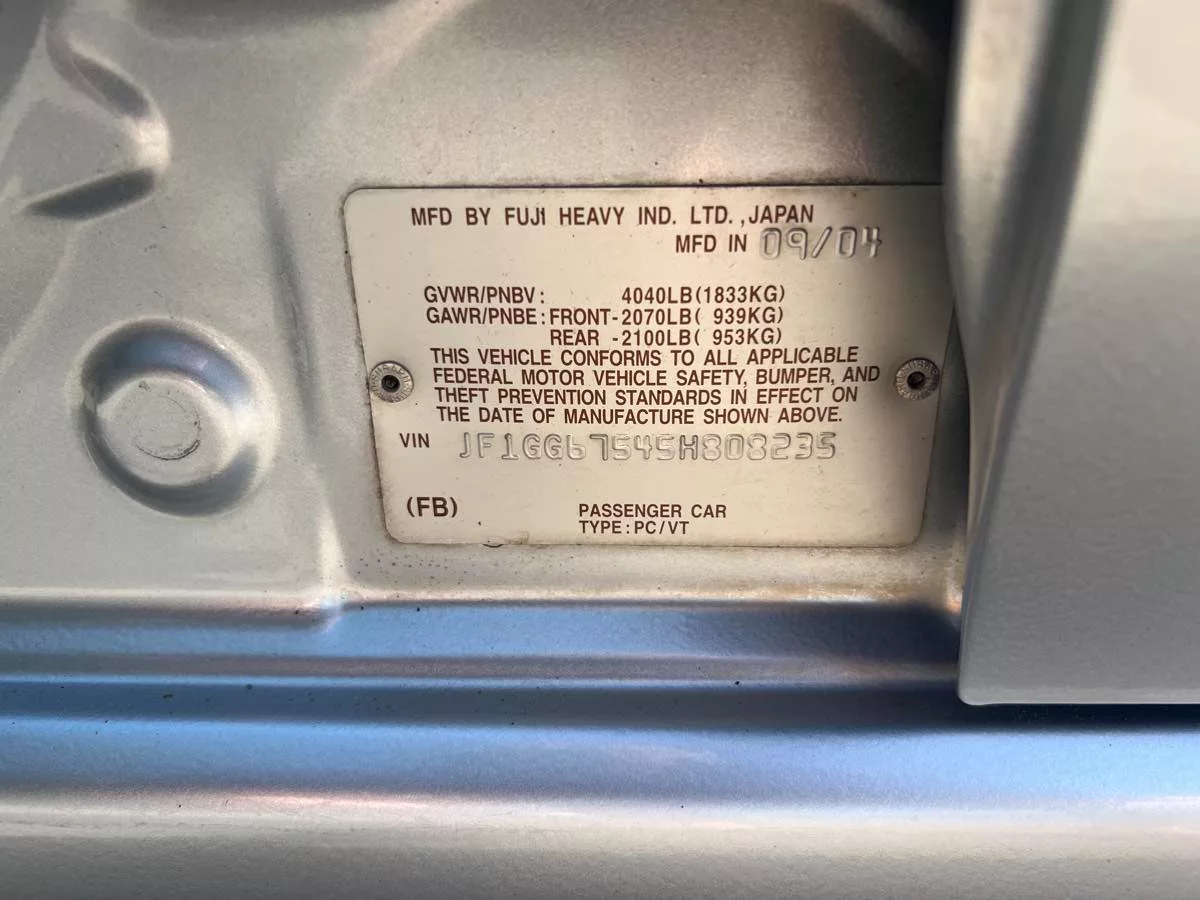 MFD BY FUJI HEAVY IND. LTD., JAPAN
MFD IN 09/04
GVWR/PNBV: 4040LB(1833KG)
GAWR/PNBE: FRONT-2070LB( 939KG)
REAR -2100LB( 953KG)
THIS VEHICLE CONFORMS TO ALL APPLICABLE
FEDERAL MOTOR VEHICLE SAFETY, BUMPER, AND
THEFT PREVENTION STANDARDS IN EFFECT ON
THE DATE OF MANUFACTURE SHOWN ABOVE.
VIN JF1GG67545H808235
(FB) PASSENGER CAR
TYPE:PC/VT